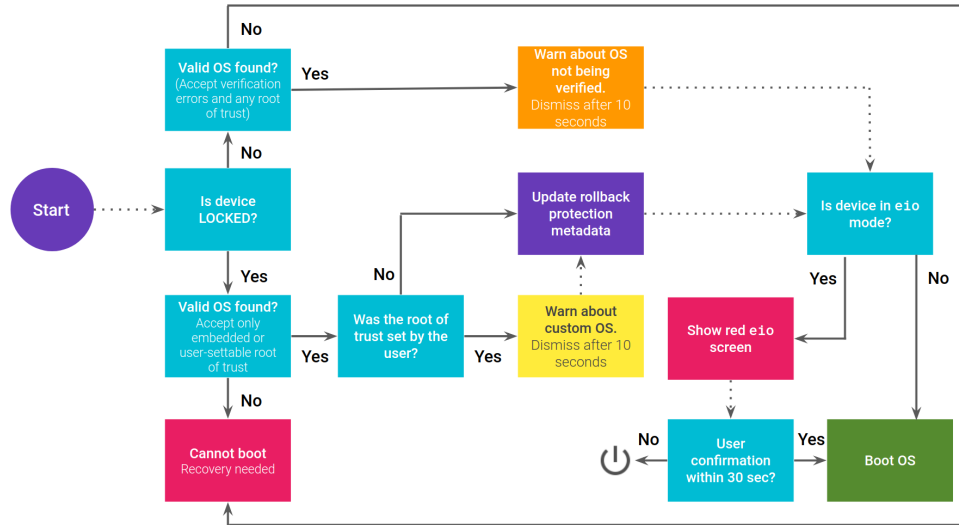 No
Valid OS found?
(Accept verification
errors and any root
of trust)
Yes
Warn about OS
not being
verified.
Dismiss after 10
seconds
No
Start
Is device
LOCKED?
Update rollback
protection
metadata
Is device in eio
mode?
Yes
No
Yes
No
Valid OS found?
Accept only
embedded or
user-settable root
of trust
Yes
Was the root of
trust set by the
user?
Yes
Warn about
custom OS.
Dismiss after 10
seconds
Show red eio
screen
No
Cannot boot
Recovery needed
No
User
confirmation
within 30 sec?
Yes
Boot OS